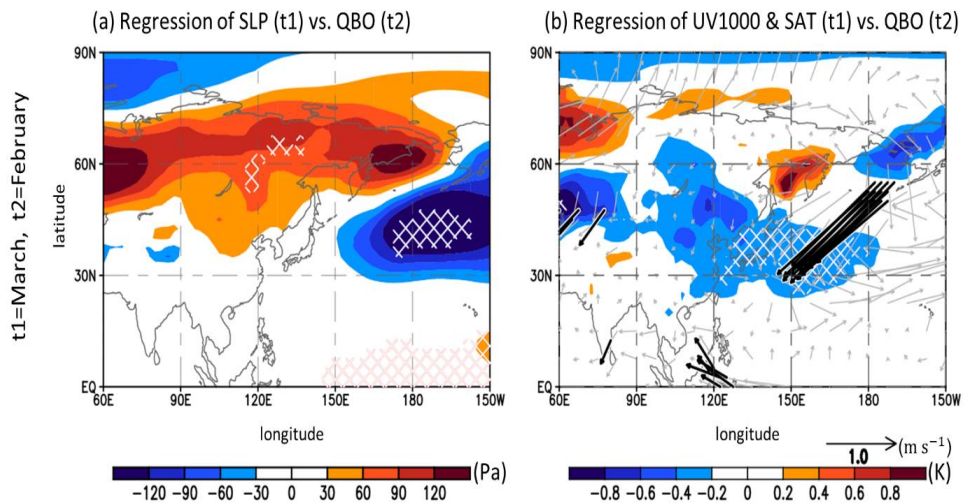 (a) Regression of SLP (t1) vs. QBO (t2)
(b) Regression of UV1000 & SAT (t1) vs. QBO (t2)
t1=March, t2=February
latitude
90N
60N
30N
EQ
60E 90E 120E 150E 180 150W
longitude
90N
60N
30N
EQ
60E 90E 120E 150E 180 150W
longitude
1.0 (m s⁻¹)
(Pa)
−120 −90 −60 −30 0 30 60 90 120
(K)
−0.8 −0.6 −0.4 −0.2 0 0.2 0.4 0.6 0.8